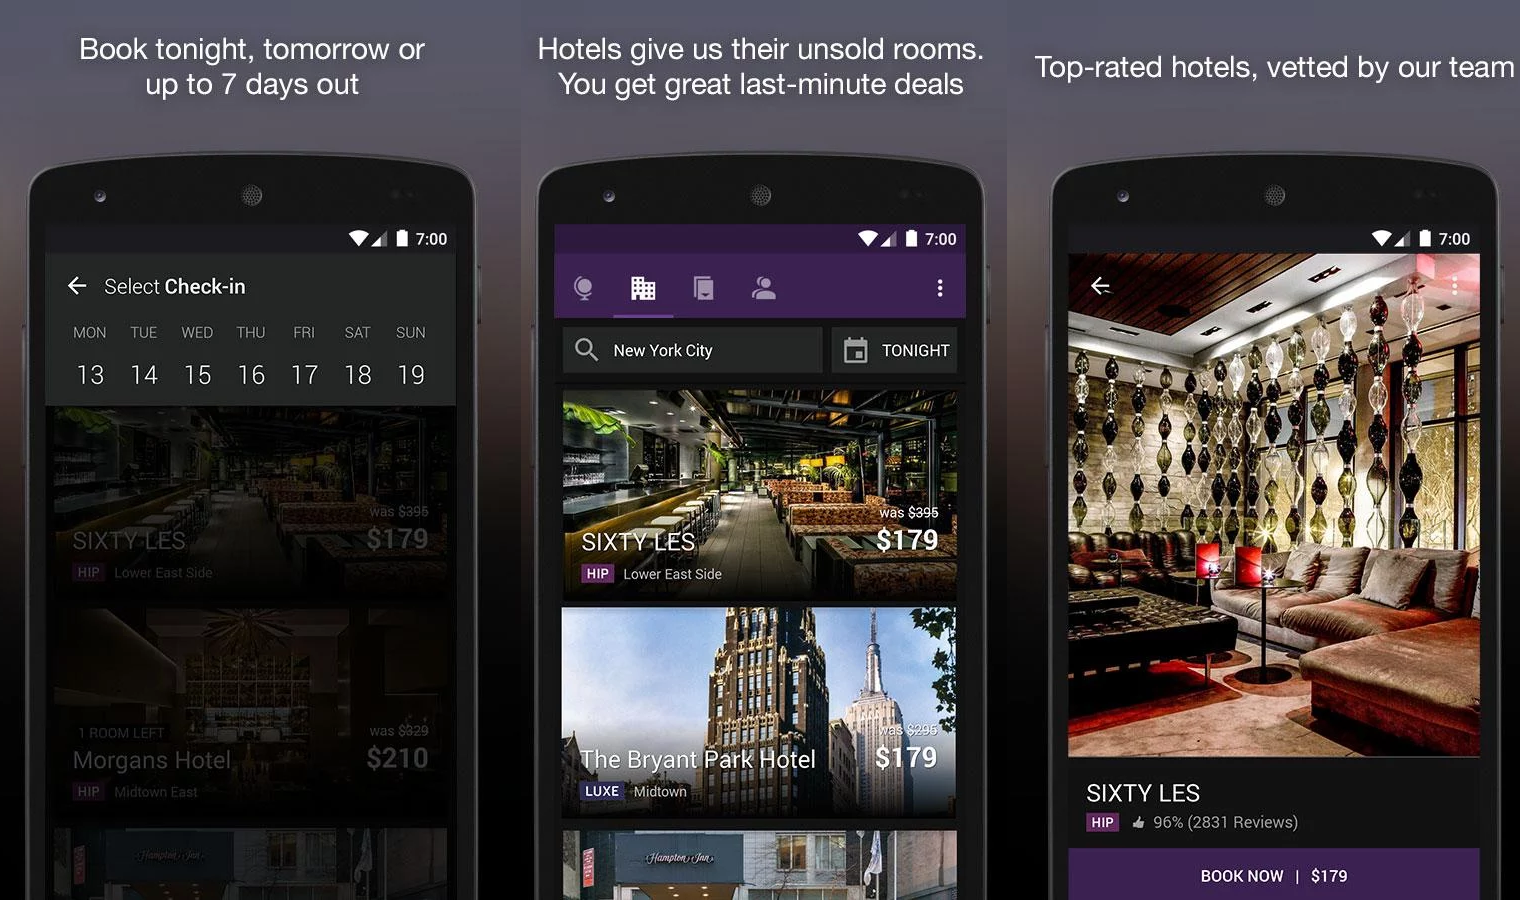 Book tonight, tomorrow or
up to 7 days out
7:00
Select Check-in
MON TUE WED THU FRI SAT SUN
13 14 15 16 17 18 19
was $395
SIXTY LES $179
HIP Lower East Side
1 ROOM LEFT was $329
Morgans Hotel $210
HIP Midtown East
Hampton Inn
Hotels give us their unsold rooms.
You get great last-minute deals
7:00
New York City TONIGHT
was $395
SIXTY LES $179
HIP Lower East Side
was $295
The Bryant Park Hotel $179
LUXE Midtown
Hampton Inn
Top-rated hotels, vetted by our team
7:00
SIXTY LES
HIP 96% (2831 Reviews)
BOOK NOW | $179